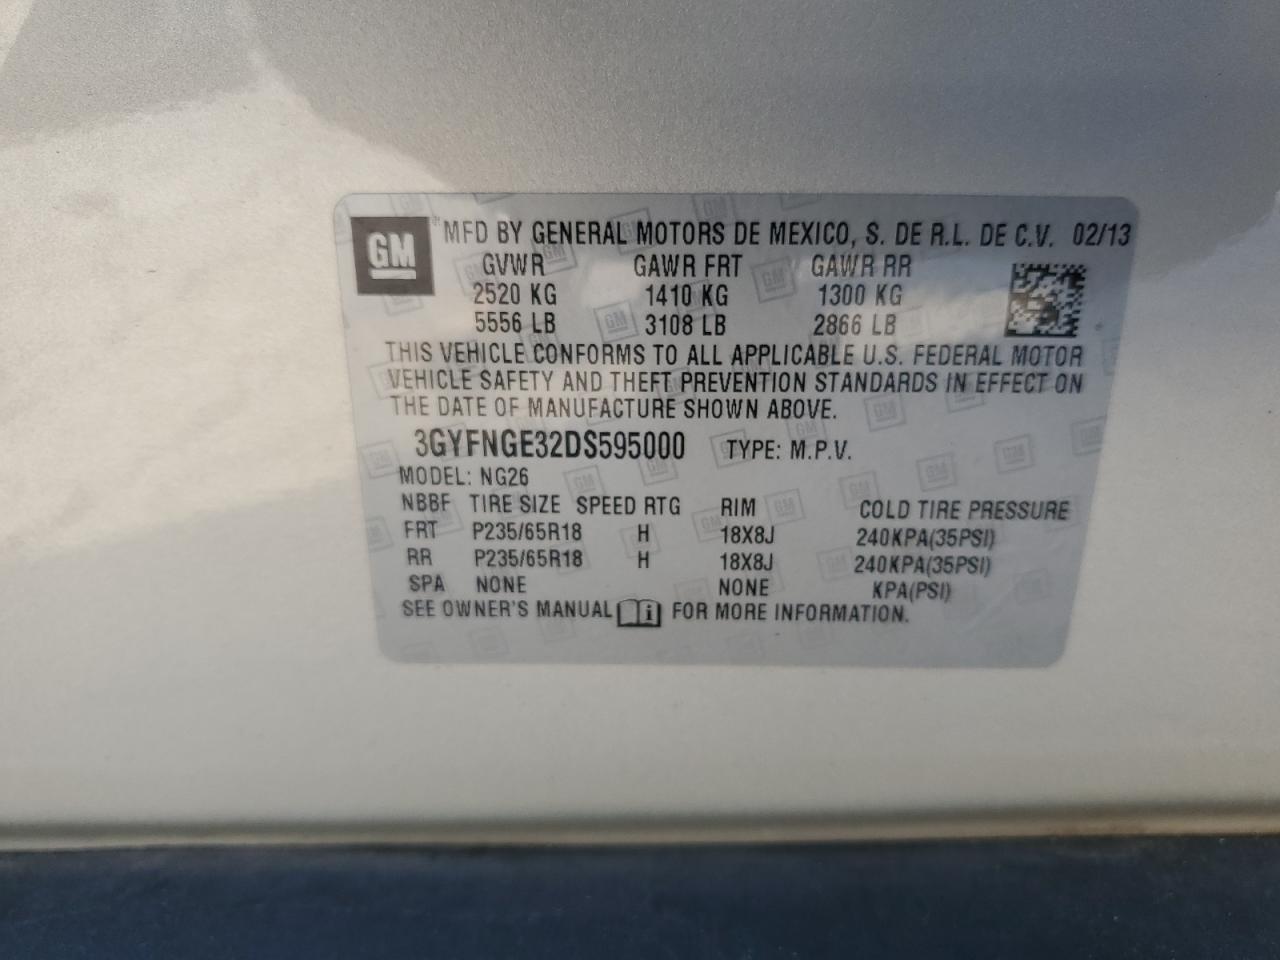 GM MFD BY GENERAL MOTORS DE MEXICO, S. DE R.L. DE C.V. 02/13
GVWR GAWR FRT GAWR RR
2520 KG 1410 KG 1300 KG
5556 LB 3108 LB 2866 LB
THIS VEHICLE CONFORMS TO ALL APPLICABLE U.S. FEDERAL MOTOR
VEHICLE SAFETY AND THEFT PREVENTION STANDARDS IN EFFECT ON
THE DATE OF MANUFACTURE SHOWN ABOVE.
3GYFNGE32DS595000 TYPE: M.P.V.
MODEL: NG26
NBBF TIRE SIZE SPEED RTG RIM COLD TIRE PRESSURE
FRT P235/65R18 H 18X8J 240KPA(35PSI)
RR P235/65R18 H 18X8J 240KPA(35PSI)
SPA NONE NONE KPA(PSI)
SEE OWNER'S MANUAL i FOR MORE INFORMATION.